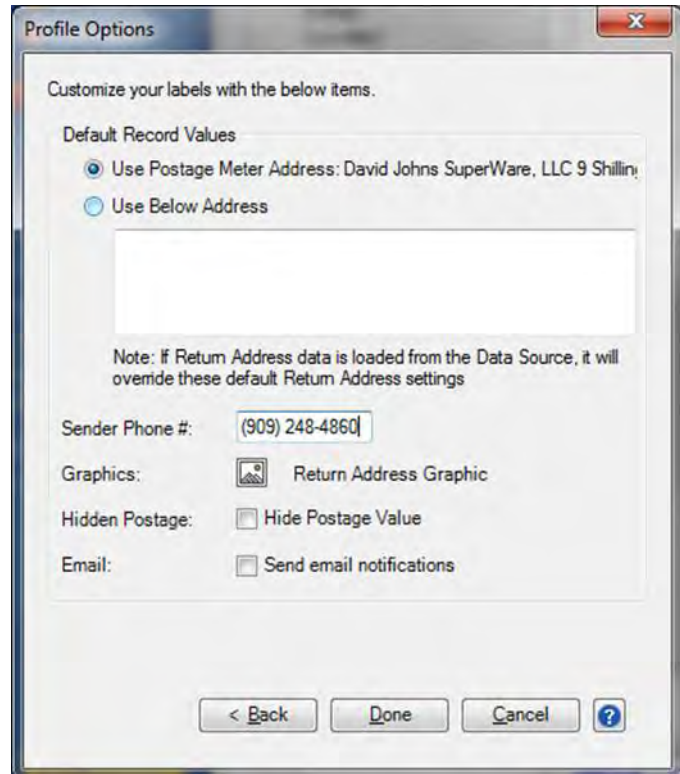 Profile Options
Customize your labels with the below items.
Default Record Values
Use Postage Meter Address: David Johns SuperWare, LLC 9 Shilling
Use Below Address
Note: If Return Address data is loaded from the Data Source, it will
override these default Return Address settings
Sender Phone #: (909) 248-4860
Graphics: Return Address Graphic
Hidden Postage: Hide Postage Value
Email: Send email notifications
< Back Done Cancel ?